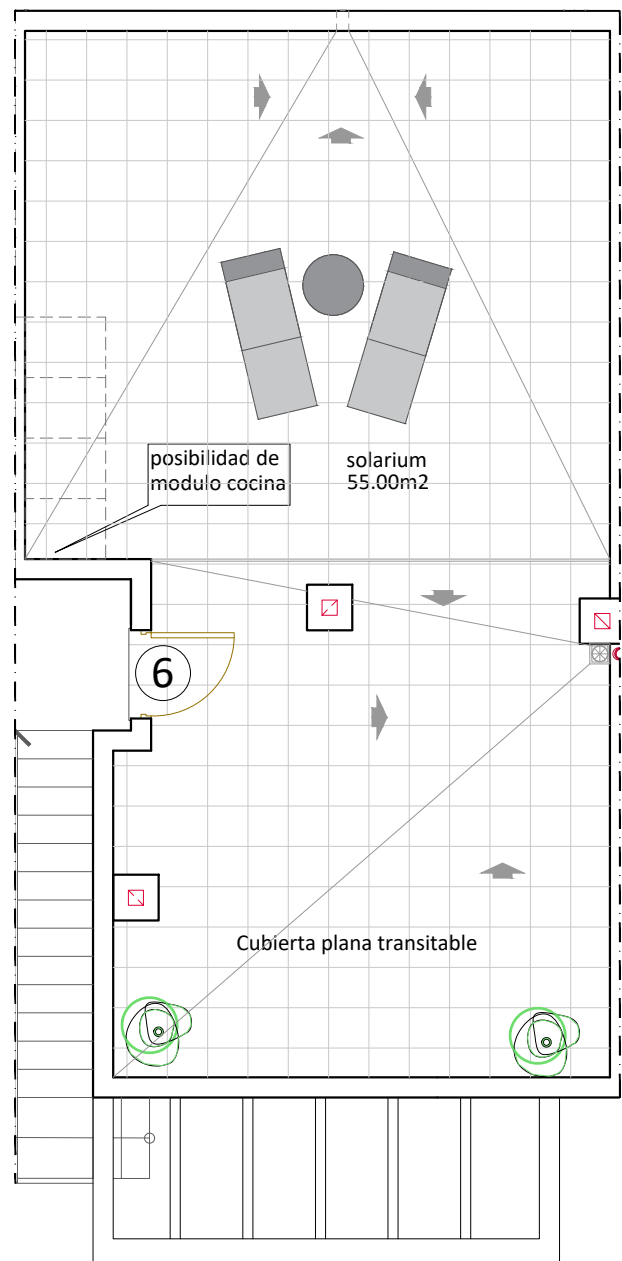 posibilidad de
modulo cocina
solarium
55.00m2
6
Cubierta plana transitable